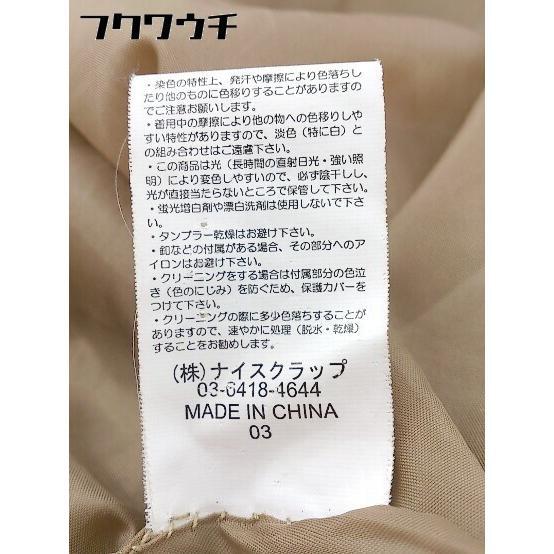 フクワウチ
・染色の特性上、発汗や摩擦により色落ちし
たり他のものに色移りすることがありますの
でご注意お願いします。
・着用中の摩擦により他の物への色移りしや
すい特性がありますので、淡色（特に白）と
の組み合わせはご遠慮下さい。
・この商品は光（長時間の直射日光・強い照
明）により変色しやすいので、必ず陰干しし、
光が直接当たらないところで保管して下さい。
・蛍光増白剤や漂白洗剤は使用しないで下さ
い。
・タンブラー乾燥はお避け下さい。
・釦などの付属がある場合、その部分へのア
イロンはお避け下さい。
・クリーニングをする場合は付属部分の色泣
き（色のにじみ）を防ぐため、保護カバーを
つけて下さい。
・クリーニングの際に多少色落ちすることが
ありますので、速やかに処理（脱水・乾燥）
することをお勧めします。
（株）ナイスクラップ
03-6418-4644
MADE IN CHINA
03